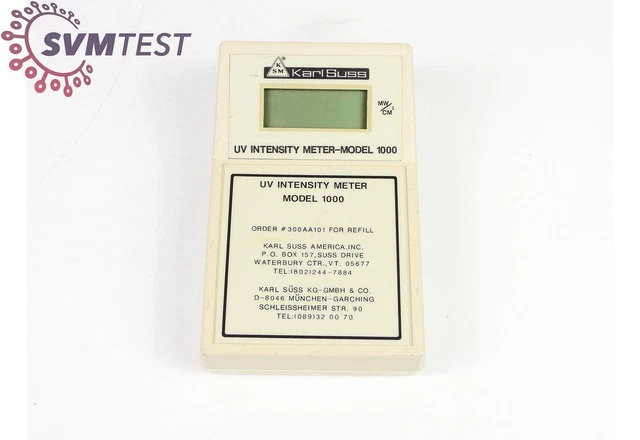 SVMTEST
K
SM
®
Karl Suss
MW/CM²
UV INTENSITY METER-MODEL 1000
UV INTENSITY METER
MODEL 1000
ORDER #300AA101 FOR REFILL
KARL SUSS AMERICA,INC.
P.O. BOX 157,SUSS DRIVE
WATERBURY CTR.,VT. 05677
TEL:(802)244-7884
KARL SÜSS KG-GMBH & CO.
D-8046 MÜNCHEN-GARCHING
SCHLEISSHEIMER STR. 90
TEL:(089)32 00 70